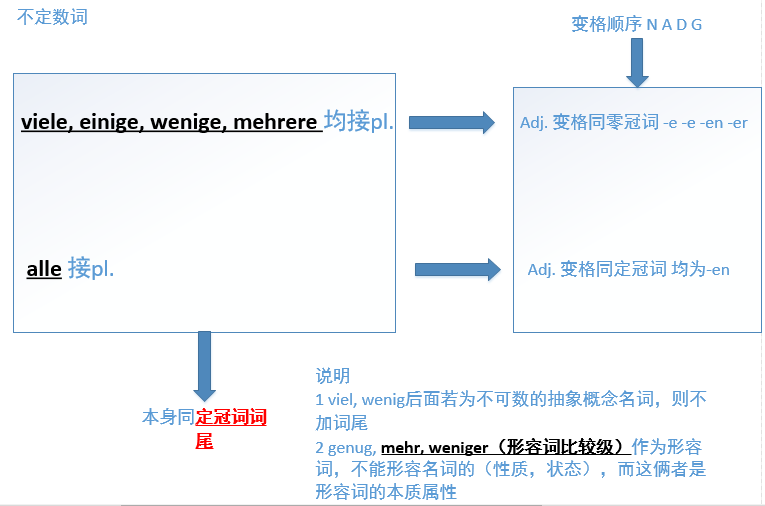 不定数词
变格顺序 N A D G
viele, einige, wenige, mehrere 均接pl.
Adj. 变格同零冠词 -e -e -en -er
alle 接pl.
Adj. 变格同定冠词 均为-en
本身同定冠词词
尾
说明
1 viel, wenig后面若为不可数的抽象概念名词，则不
加词尾
2 genug, mehr, weniger（形容词比较级）作为形容
词，不能形容名词的（性质，状态），而这俩者是
形容词的本质属性